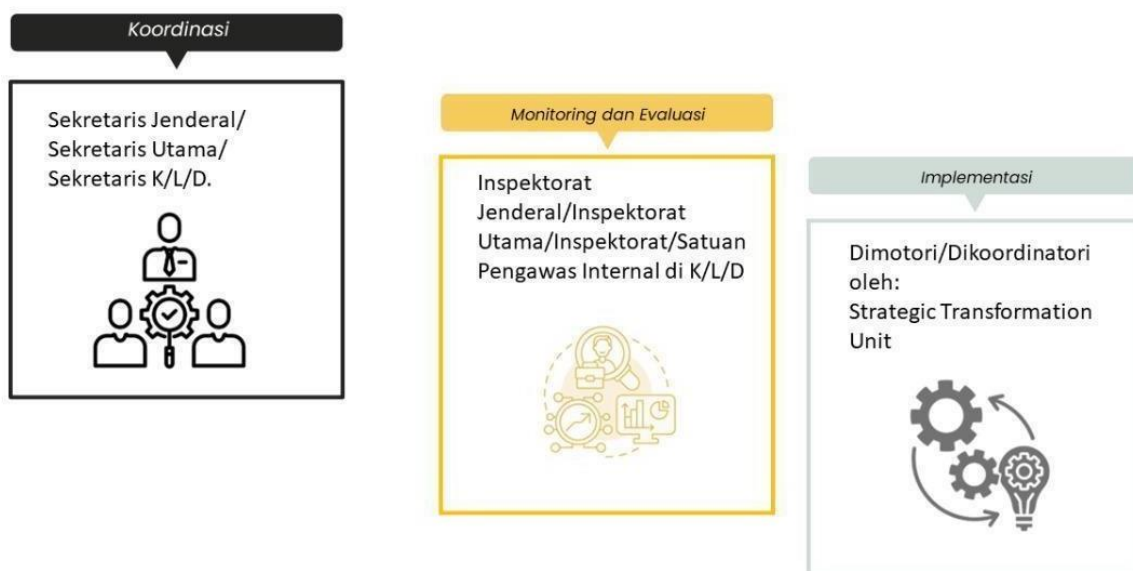 Koordinasi
Sekretaris Jenderal/
Sekretaris Utama/
Sekretaris K/L/D.
Monitoring dan Evaluasi
Inspektorat
Jenderal/Inspektorat
Utama/Inspektorat/Satuan
Pengawas Internal di K/L/D
Implementasi
Dimotori/Dikoordinatori
oleh:
Strategic Transformation
Unit